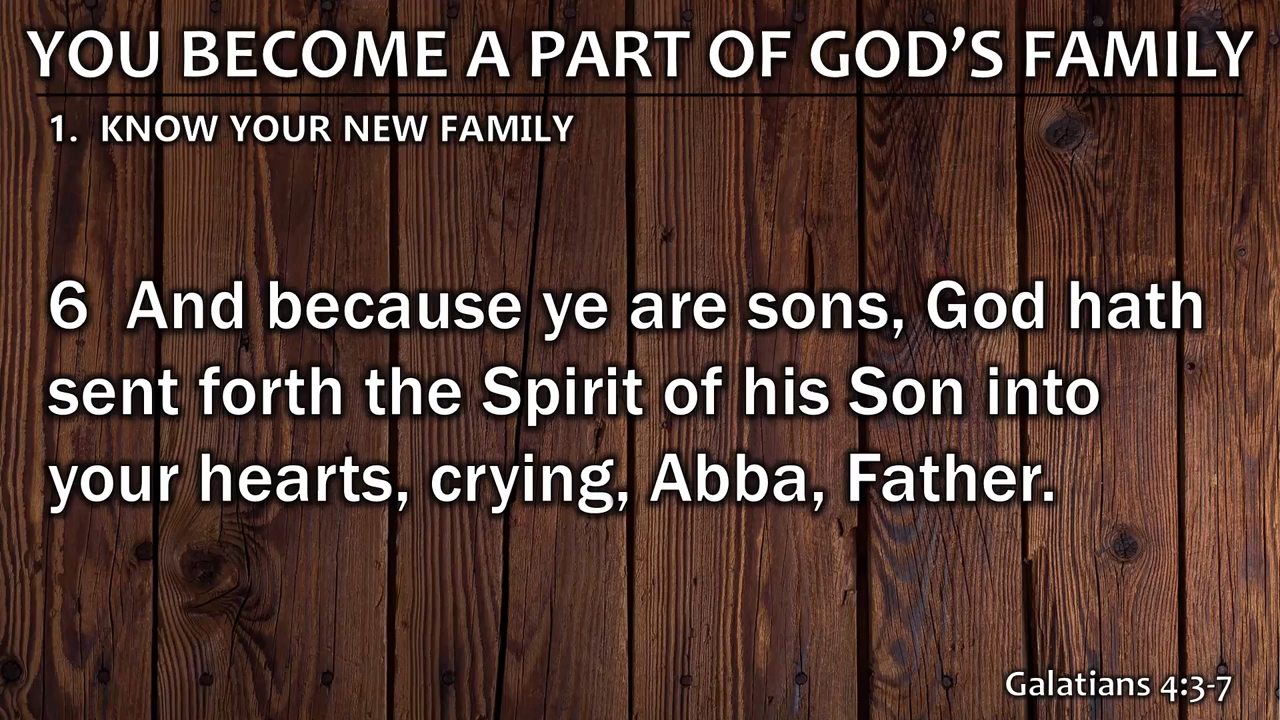 YOU BECOME A PART OF GOD’S FAMILY
1. KNOW YOUR NEW FAMILY
6 And because ye are sons, God hath
sent forth the Spirit of his Son into
your hearts, crying, Abba, Father.
Galatians 4:3-7